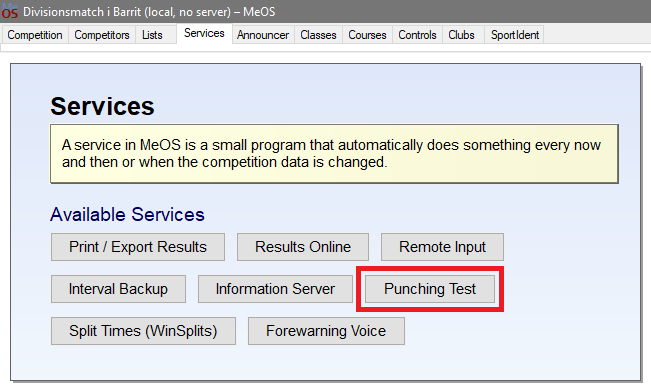 MeOS Divisionsmatch i Barrit (local, no server) – MeOS
Competition Competitors Lists Services Announcer Classes Courses Controls Clubs SportIdent
Services
A service in MeOS is a small program that automatically does something every now
and then or when the competition data is changed.
Available Services
Print / Export Results Results Online Remote Input
Interval Backup Information Server Punching Test
Split Times (WinSplits) Forewarning Voice